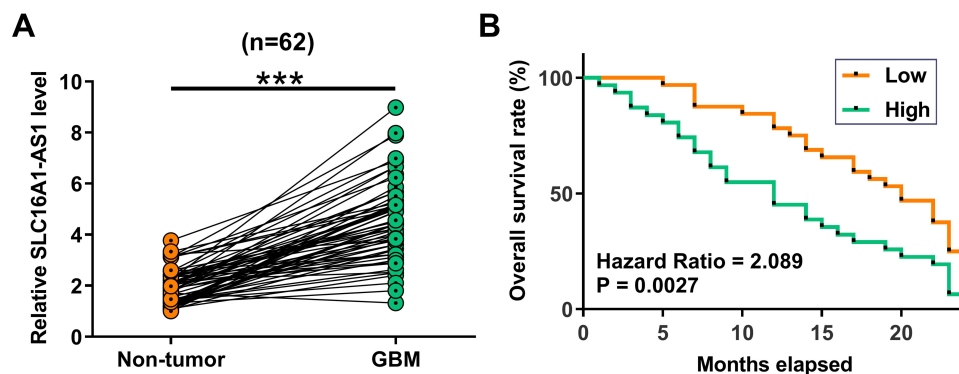 A
(n=62)
***
Relative SLC16A1-AS1 level
10
8
6
4
2
0
Non-tumor
GBM
B
Overall survival rate (%)
100
50
0
Low
High
Hazard Ratio = 2.089
P = 0.0027
0
5
10
15
20
Months elapsed